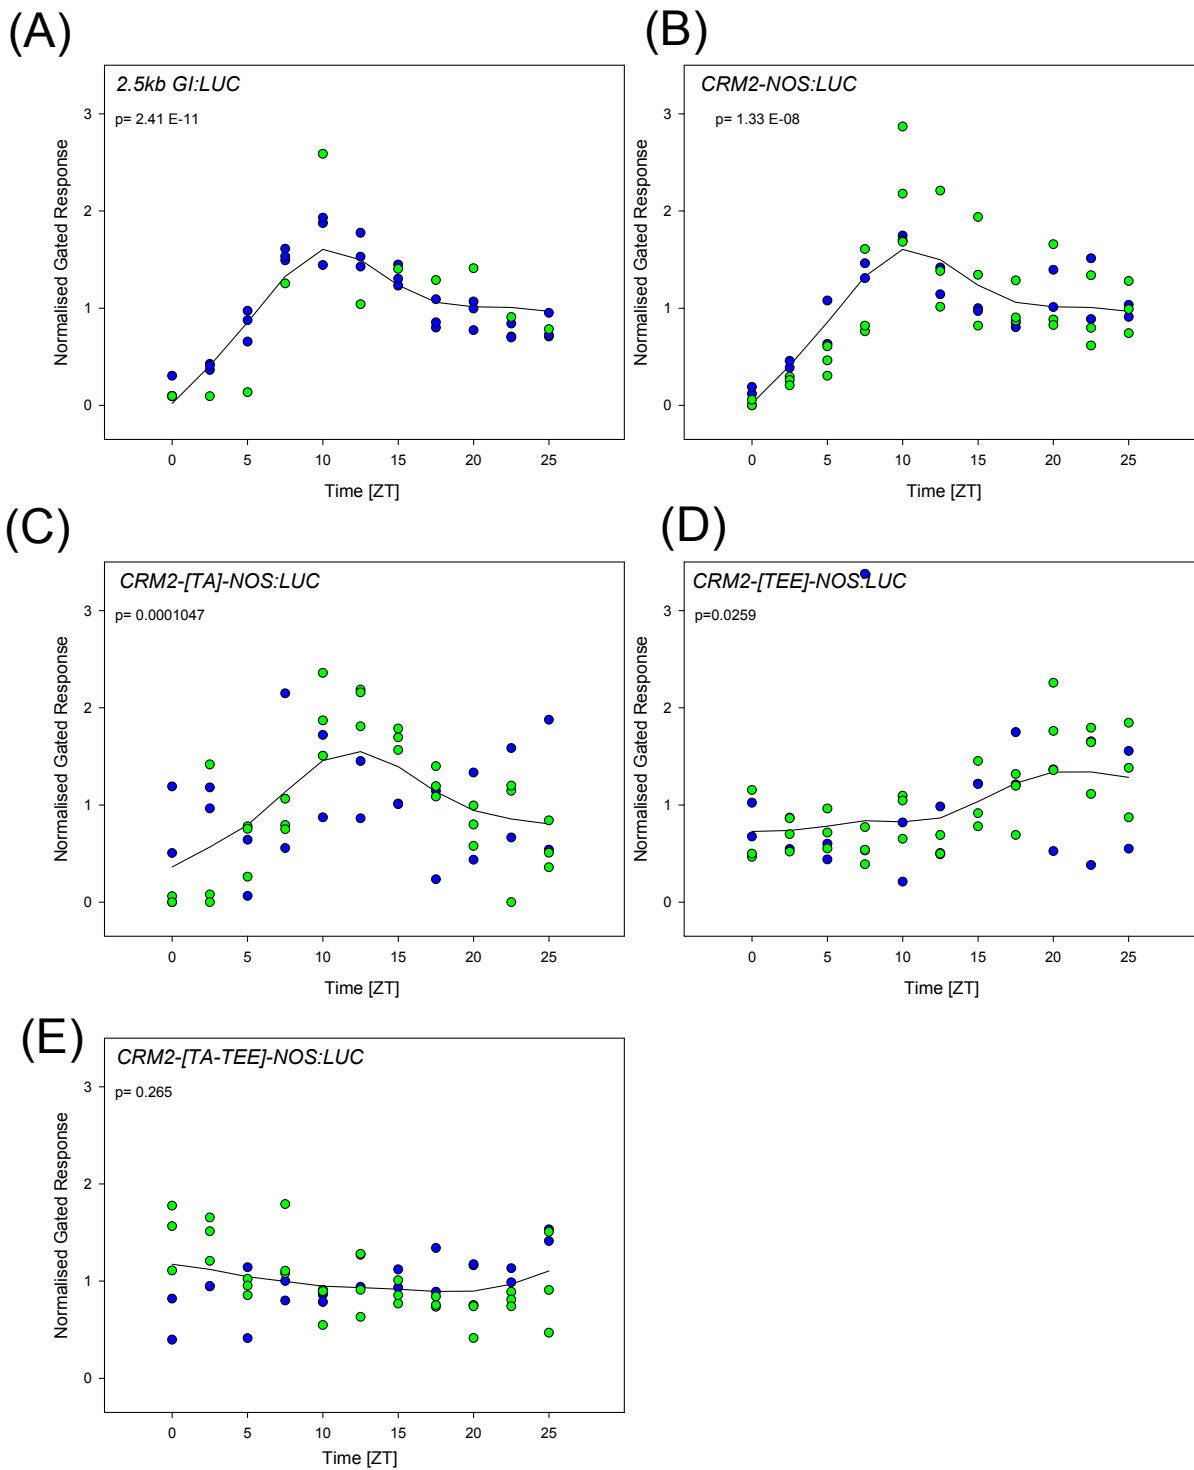 (A)
2.5kb GI:LUC
p= 2.41 E-11
Normalised Gated Response
3
2
1
0
0 5 10 15 20 25
Time [ZT]
(B)
CRM2-NOS:LUC
p= 1.33 E-08
Normalised Gated Response
3
2
1
0
0 5 10 15 20 25
Time [ZT]
(C)
CRM2-[TA]-NOS:LUC
p= 0.0001047
Normalised Gated Response
3
2
1
0
0 5 10 15 20 25
Time [ZT]
(D)
CRM2-[TEE]-NOS:LUC
p=0.0259
Normalised Gated Response
3
2
1
0
0 5 10 15 20 25
Time [ZT]
(E)
CRM2-[TA-TEE]-NOS:LUC
p= 0.265
Normalised Gated Response
3
2
1
0
0 5 10 15 20 25
Time [ZT]